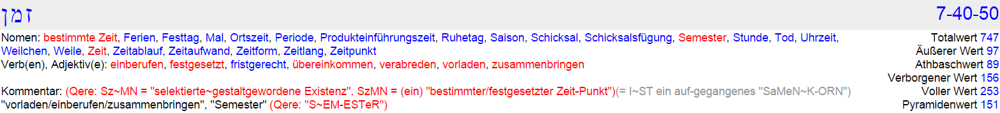 זמן 7-40-50
Nomen: bestimmte Zeit, Ferien, Festtag, Mal, Ortszeit, Periode, Produkteinführungszeit, Ruhetag, Saison, Schicksal, Schicksalsfügung, Semester, Stunde, Tod, Uhrzeit,
Weilchen, Weile, Zeit, Zeitablauf, Zeitaufwand, Zeitform, Zeitlang, Zeitpunkt
Verb(en), Adjektiv(e): einberufen, festgesetzt, fristgerecht, übereinkommen, verabreden, vorladen, zusammenbringen
Kommentar: (Qere: Sz~MN = "selektierte~gestaltgewordene Existenz", SzMN = (ein) "bestimmter/festgesetzter Zeit-Punkt")(= I~ST ein auf-gegangenes "SaMeN~K-ORN")
"vorladen/einberufen/zusammenbringen", "Semester" (Qere: "S~EM-ESTeR")
Totalwert 747
Äußerer Wert 97
Athbaschwert 89
Verborgener Wert 156
Voller Wert 253
Pyramidenwert 151